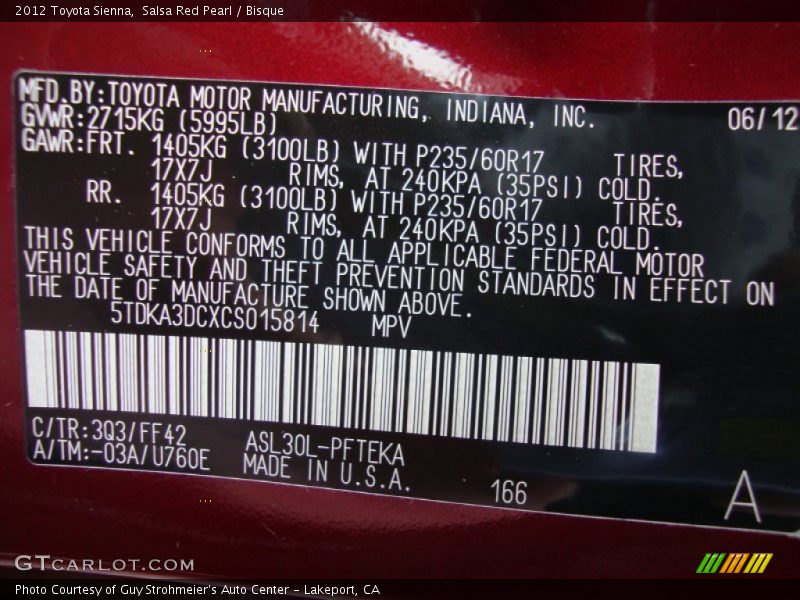 2012 Toyota Sienna,  Salsa Red Pearl / Bisque
MFD.BY:TOYOTA MOTOR MANUFACTURING, INDIANA, INC. 06/12
GVWR:2715KG (5995LB)
GAWR:FRT. 1405KG (3100LB) WITH P235/60R17 TIRES,
17X7J RIMS, AT 240KPA (35PSI) COLD.
RR. 1405KG (3100LB) WITH P235/60R17 TIRES,
17X7J RIMS, AT 240KPA (35PSI) COLD.
THIS VEHICLE CONFORMS TO ALL APPLICABLE FEDERAL MOTOR
VEHICLE SAFETY AND THEFT PREVENTION STANDARDS IN EFFECT ON
THE DATE OF MANUFACTURE SHOWN ABOVE.
5TDKA3DCXCS015814 MPV
C/TR:3Q3/FF42 ASL30L-PFTEKA
A/TM:-03A/U760E MADE IN U.S.A.
166 A
GTCARLOT.COM
Photo Courtesy of Guy Strohmeier's Auto Center - Lakeport, CA